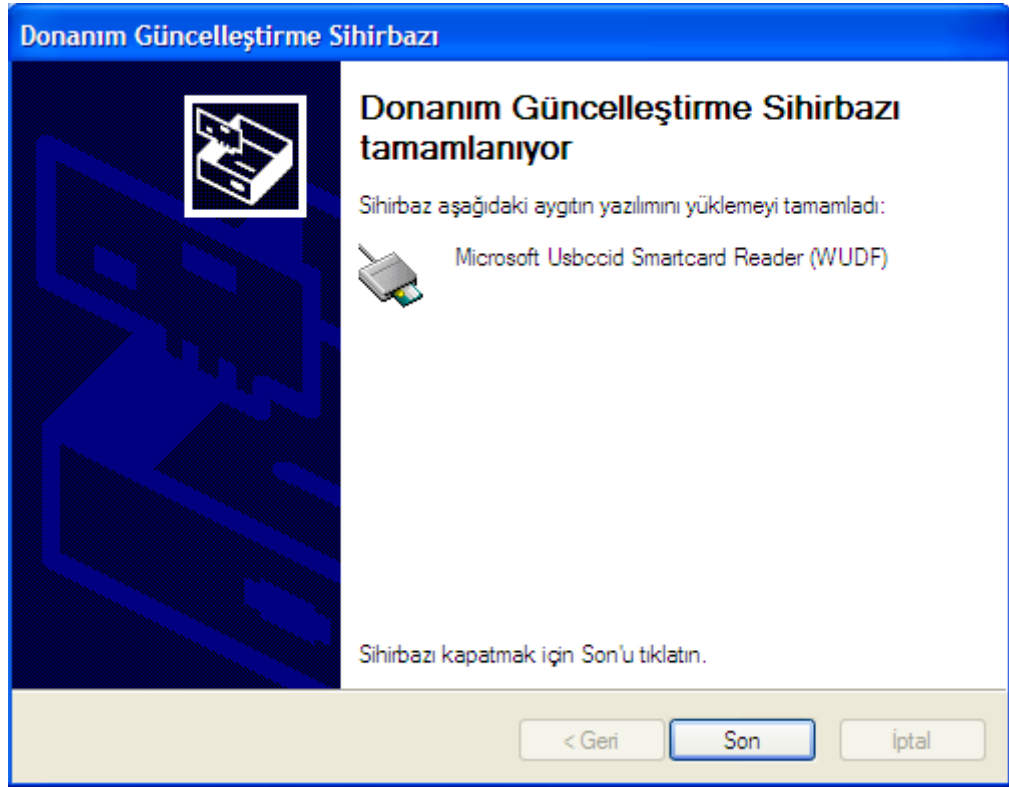 Donanım Güncelleştirme Sihirbazı
Donanım Güncelleştirme Sihirbazı
tamamlanıyor
Sihirbaz aşağıdaki aygıtın yazılımını yüklemeyi tamamladı:
Microsoft Usbccid Smartcard Reader (WUDF)
Sihirbazı kapatmak için Son'u tıklatın.
< Geri Son İptal